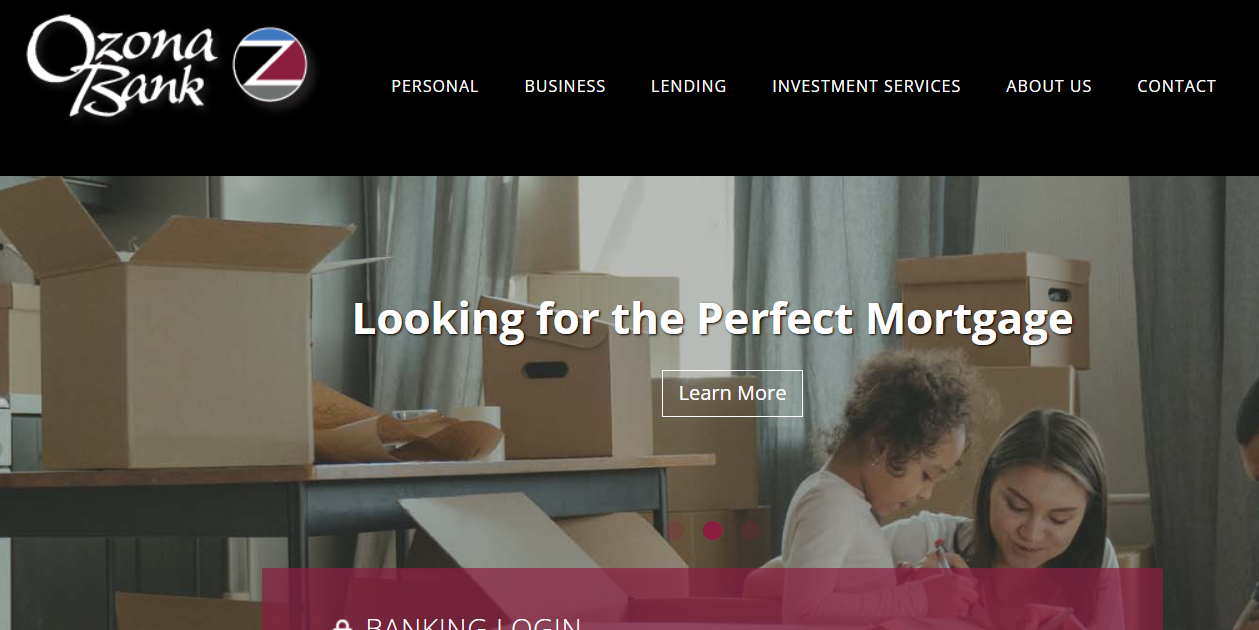 Ozona
Bank
Z
PERSONAL BUSINESS LENDING INVESTMENT SERVICES ABOUT US CONTACT
Looking for the Perfect Mortgage
Learn More
BANKING LOGIN